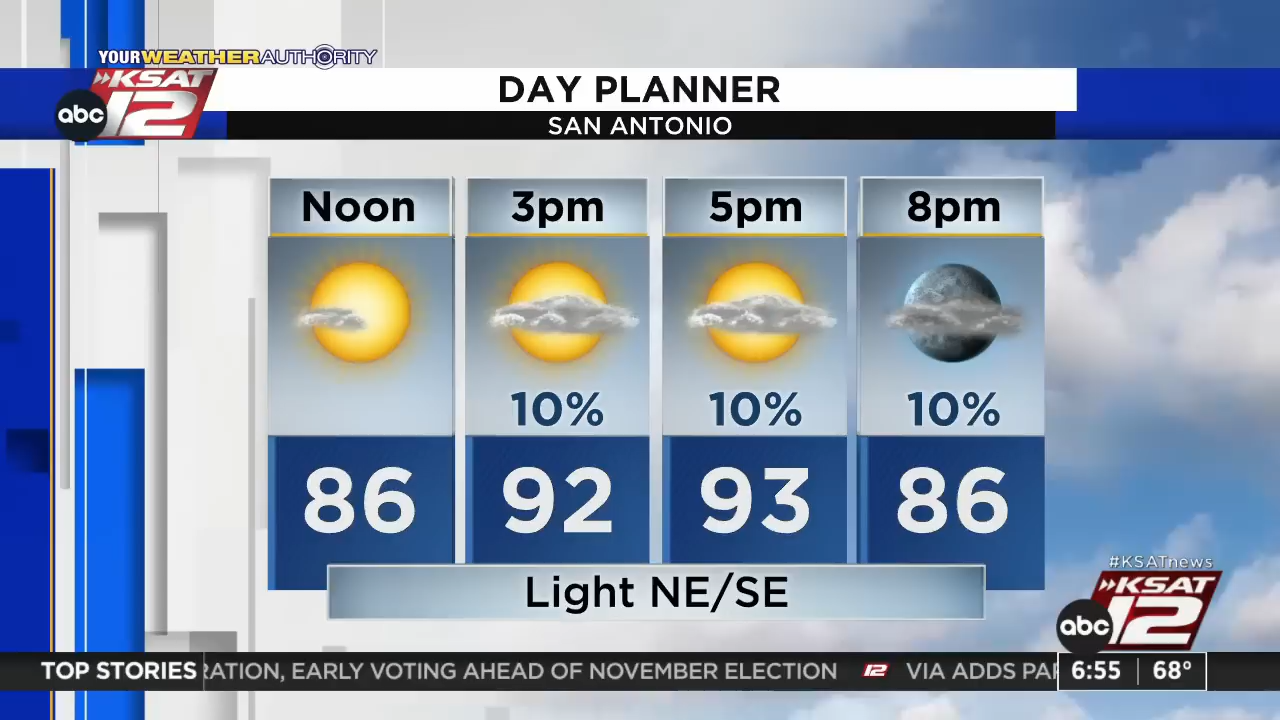 YOURWEATHERAUTHORITY
abc KSAT 12
DAY PLANNER
SAN ANTONIO
Noon 3pm 5pm 8pm
10% 10% 10%
86 92 93 86
Light NE/SE
#KSATnews
abc KSAT 12
TOP STORIES
EARLY VOTING AHEAD OF NOVEMBER ELECTION 12 VIA ADDS
6:55 68°